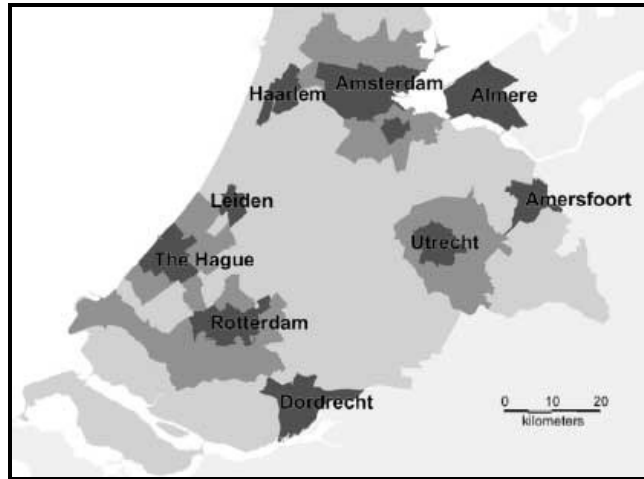 Amsterdam
Haarlem
Almere
Leiden
Amersfoort
Utrecht
The Hague
Rotterdam
Dordrecht
0 10 20
kilometers